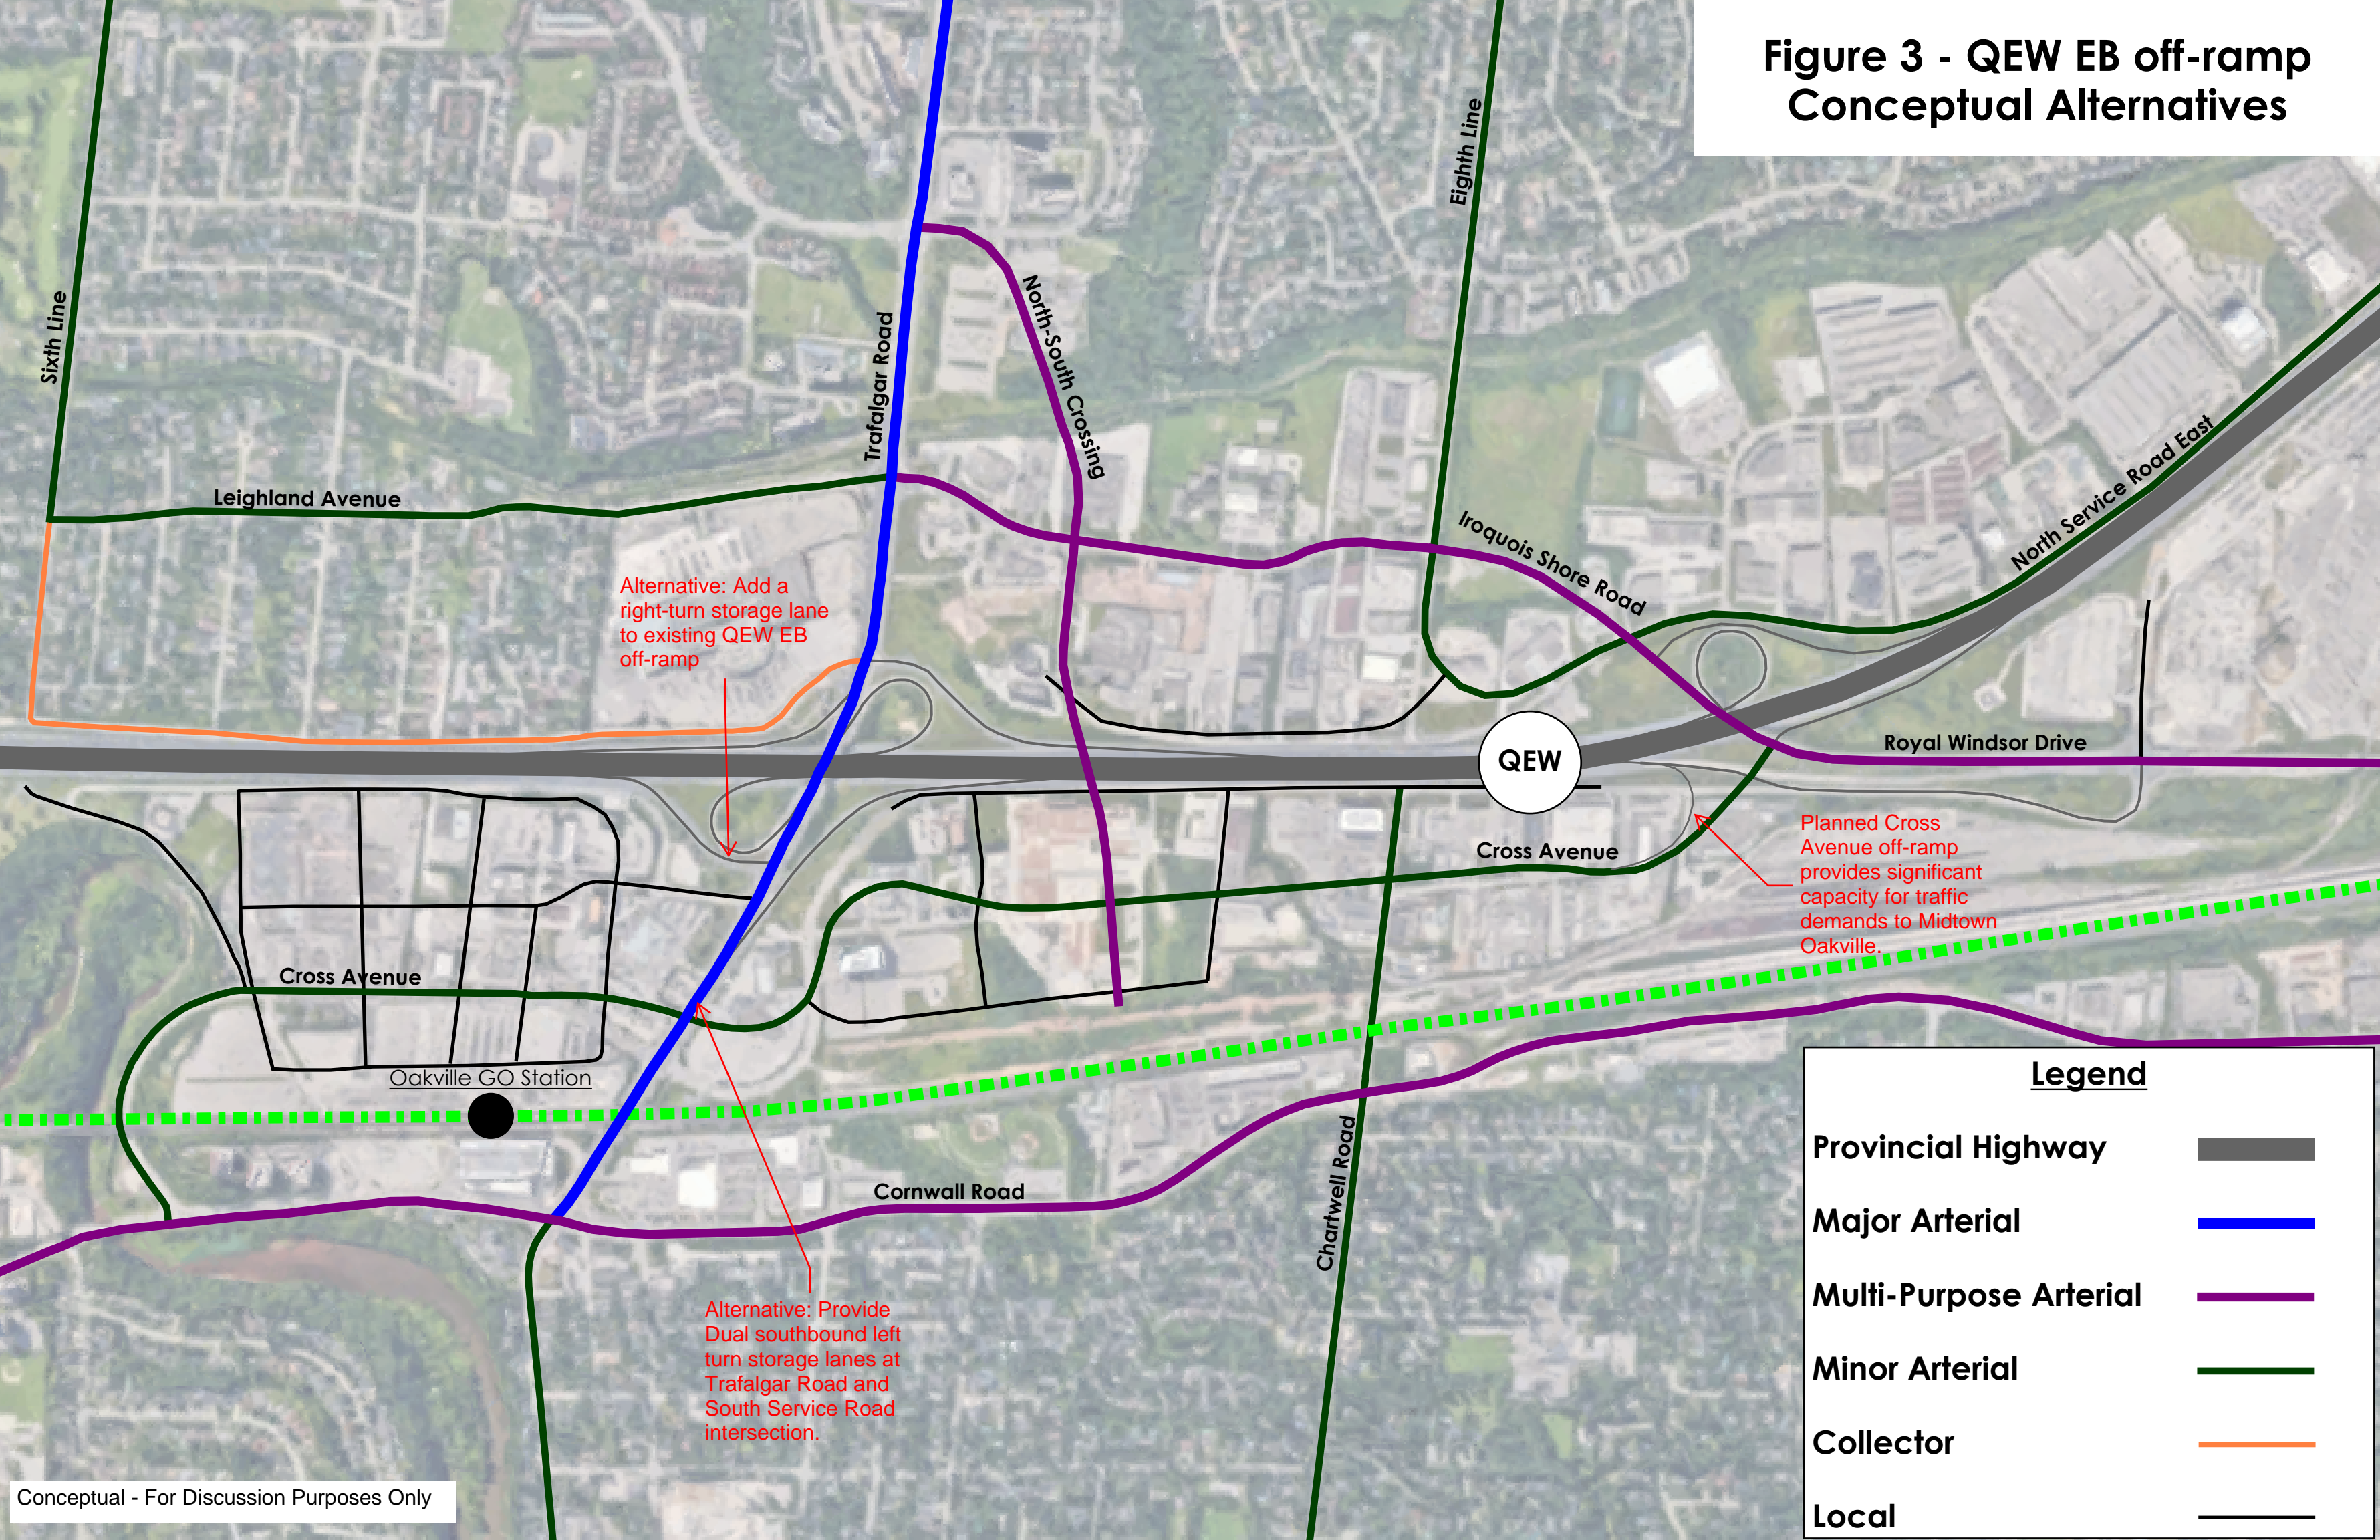 Figure 3 - QEW EB off-ramp
Conceptual Alternatives
Eighth Line
Sixth Line
Trafalgar Road
North-South Crossing
Leighland Avenue
Iroquois Shore Road
North Service Road East
Alternative: Add a
right-turn storage lane
to existing QEW EB
off-ramp
QEW
Royal Windsor Drive
Cross Avenue
Planned Cross
Avenue off-ramp
provides significant
capacity for traffic
demands to Midtown
Oakville.
Cross Avenue
Oakville GO Station
Cornwall Road
Chartwell Road
Alternative: Provide
Dual southbound left
turn storage lanes at
Trafalgar Road and
South Service Road
intersection.
Legend
Provincial Highway
Major Arterial
Multi-Purpose Arterial
Minor Arterial
Collector
Local
Conceptual - For Discussion Purposes Only